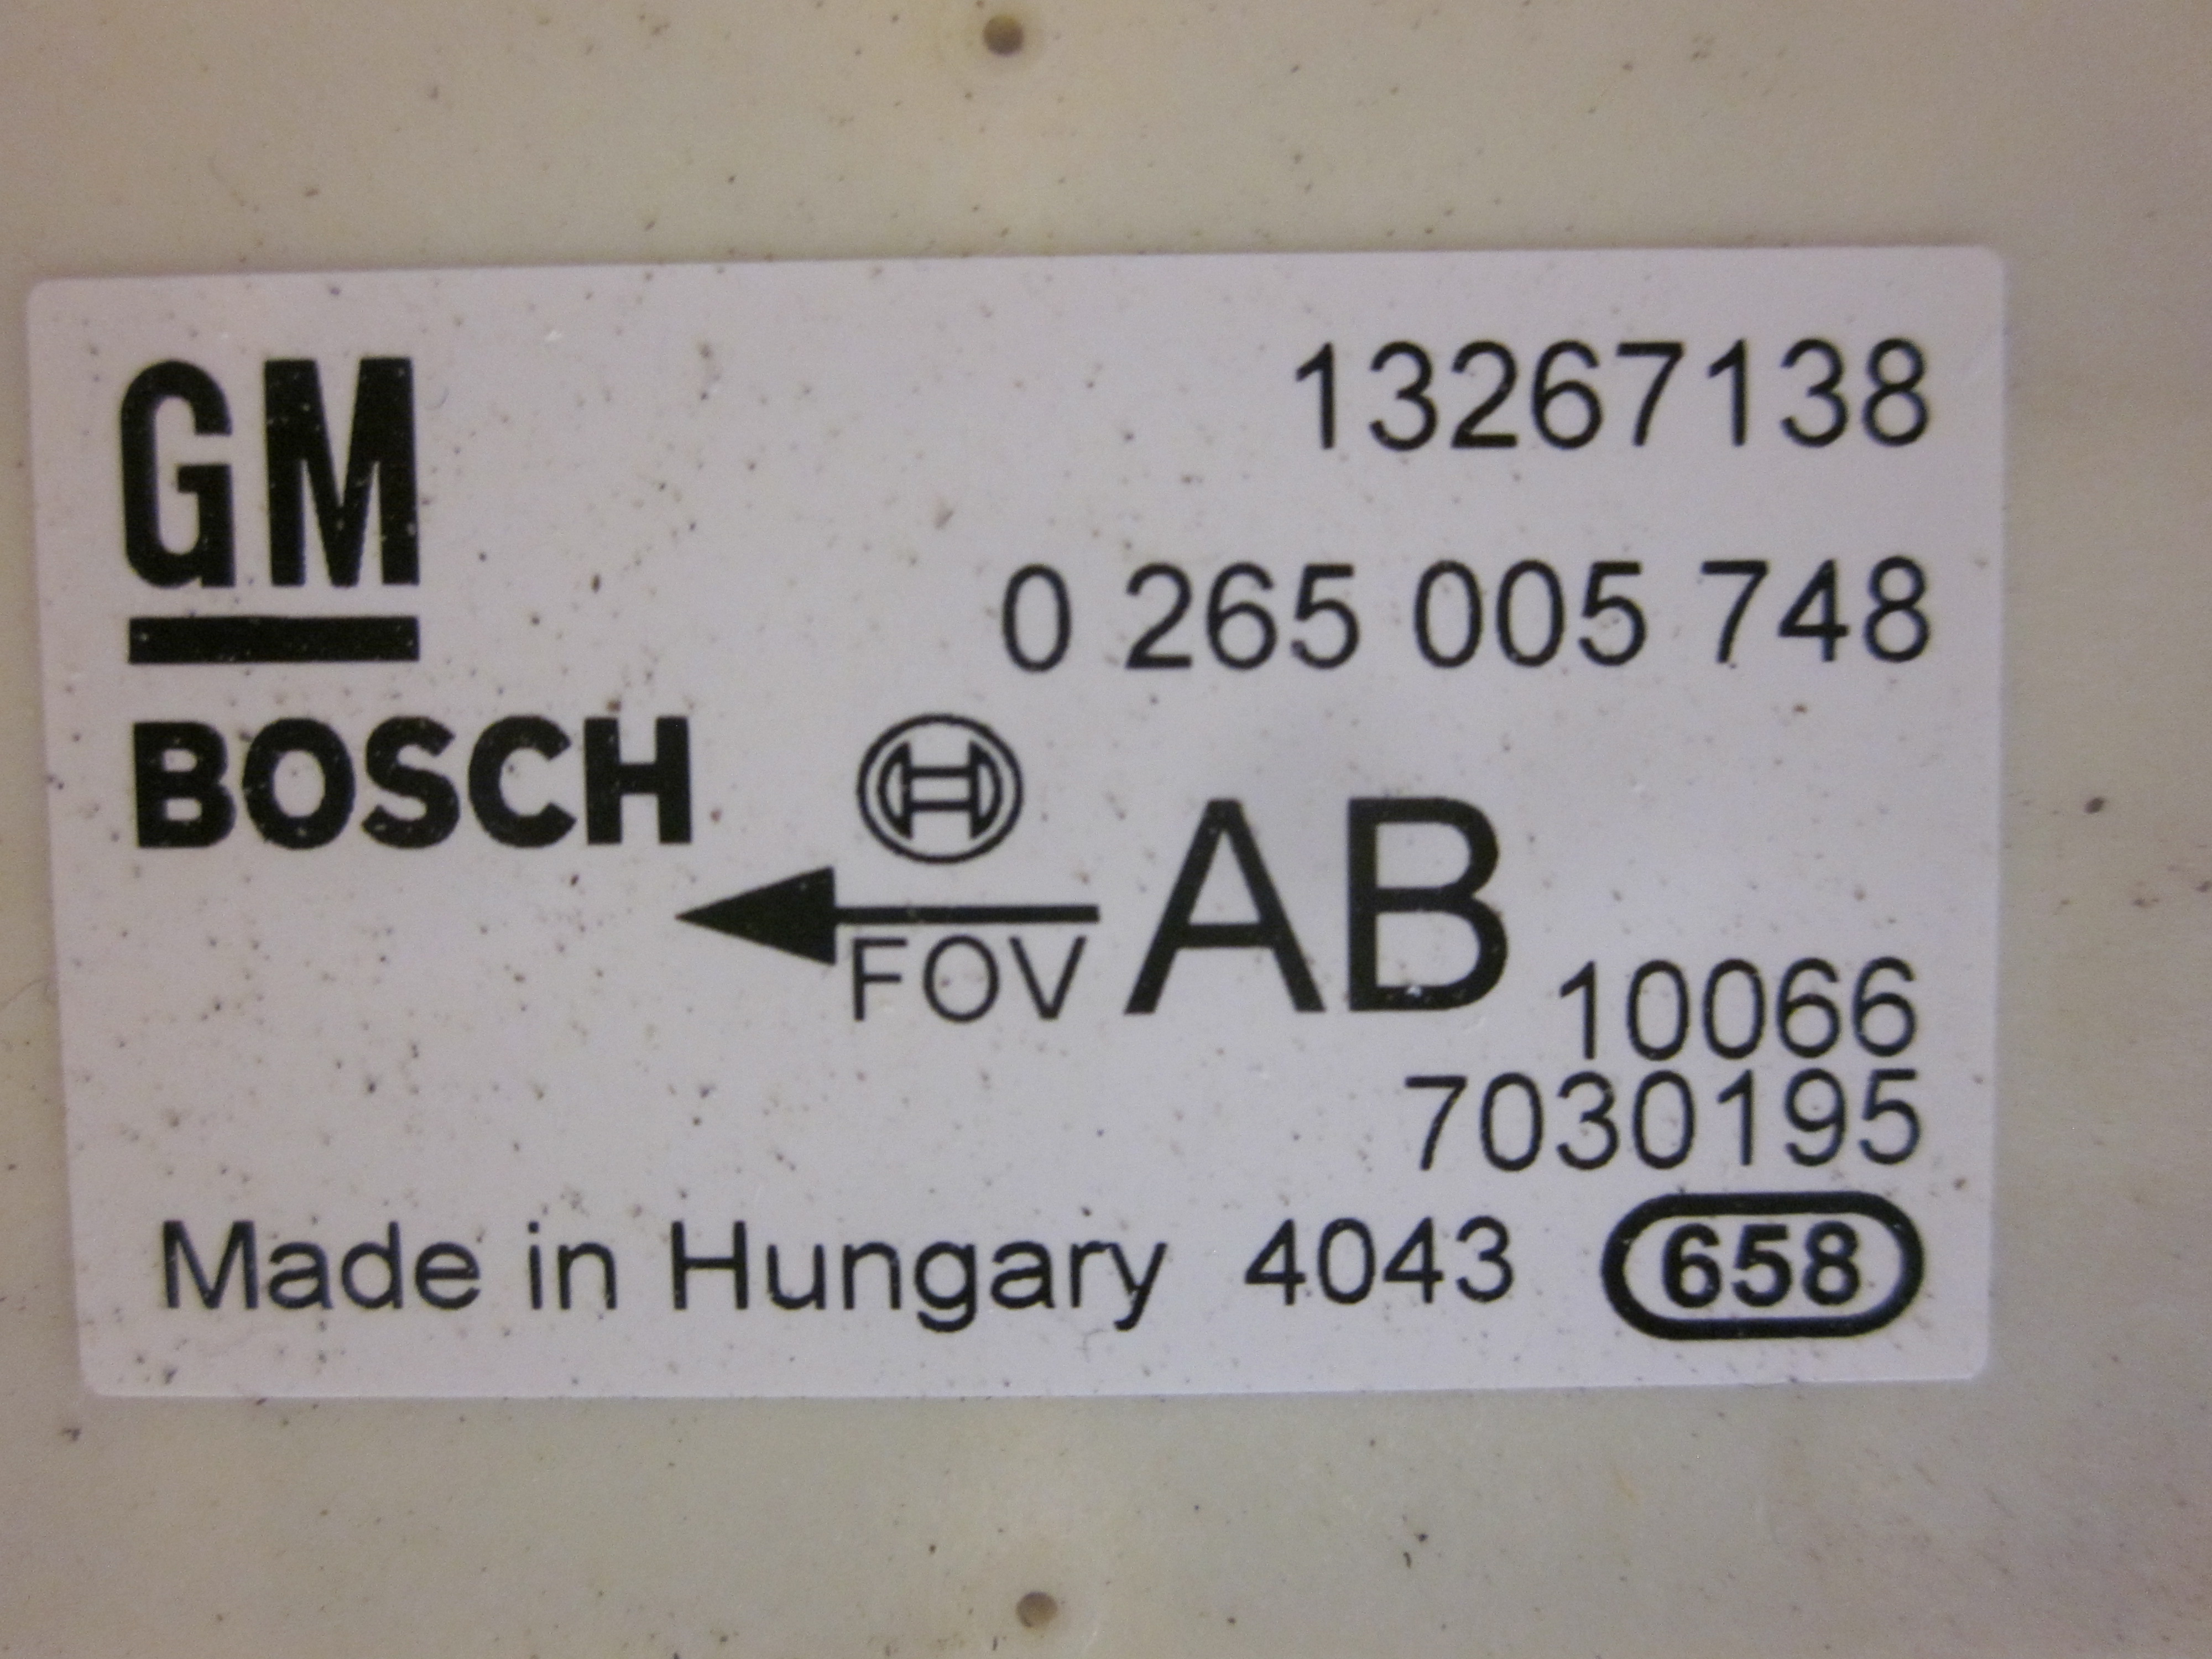 GM
13267138
0 265 005 748
BOSCH
AB
FOV
10066
7030195
Made in Hungary 4043 658